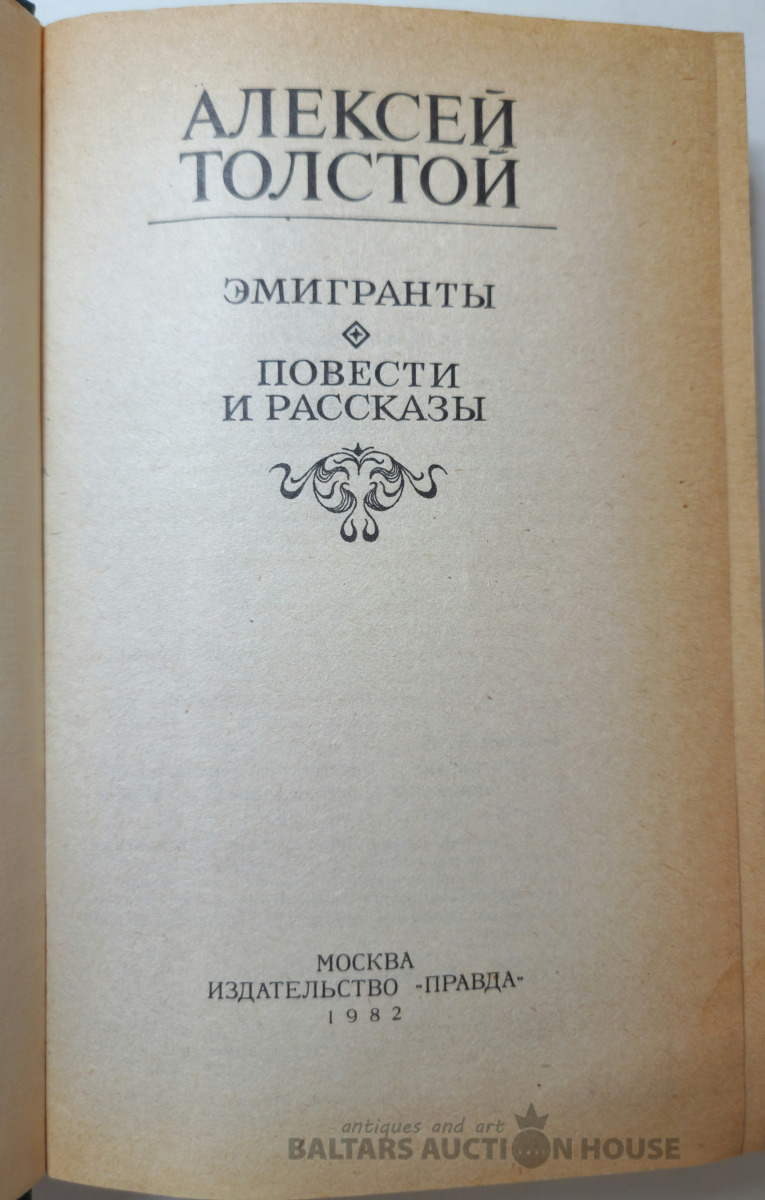 АЛЕКСЕЙ
ТОЛСТОЙ
ЭМИГРАНТЫ
ПОВЕСТИ
И РАССКАЗЫ
МОСКВА
ИЗДАТЕЛЬСТВО «ПРАВДА»
1982
antiques and art
BALTARS AUCTION HOUSE